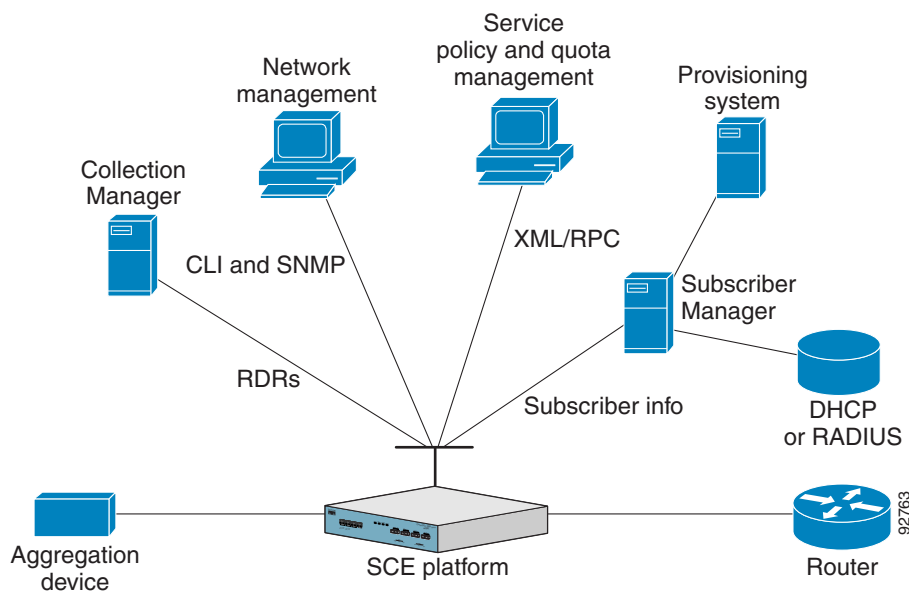 Service
policy and quota
management
Network
management
Provisioning
system
Collection
Manager
XML/RPC
CLI and SNMP
Subscriber
Manager
RDRs
Subscriber info
DHCP
or RADIUS
Aggregation
device
SCE platform
Router
92763